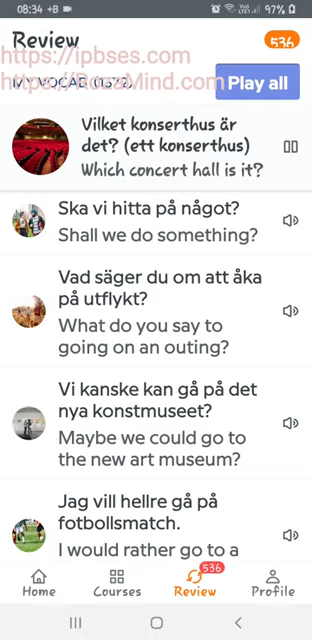 08:34 +B 97%
Review 536
https://ipbses.com
http://RosaMind.com
Play all
Vilket konserthus är
det? (ett konserthus)
Which concert hall is it?
Ska vi hitta på något?
Shall we do something?
Vad säger du om att åka
på utflykt?
What do you say to
going on an outing?
Vi kanske kan gå på det
nya konstmuseet?
Maybe we could go to
the new art museum?
Jag vill hellre gå på
fotbollsmatch.
I would rather go to a
536
Home Courses Review Profile